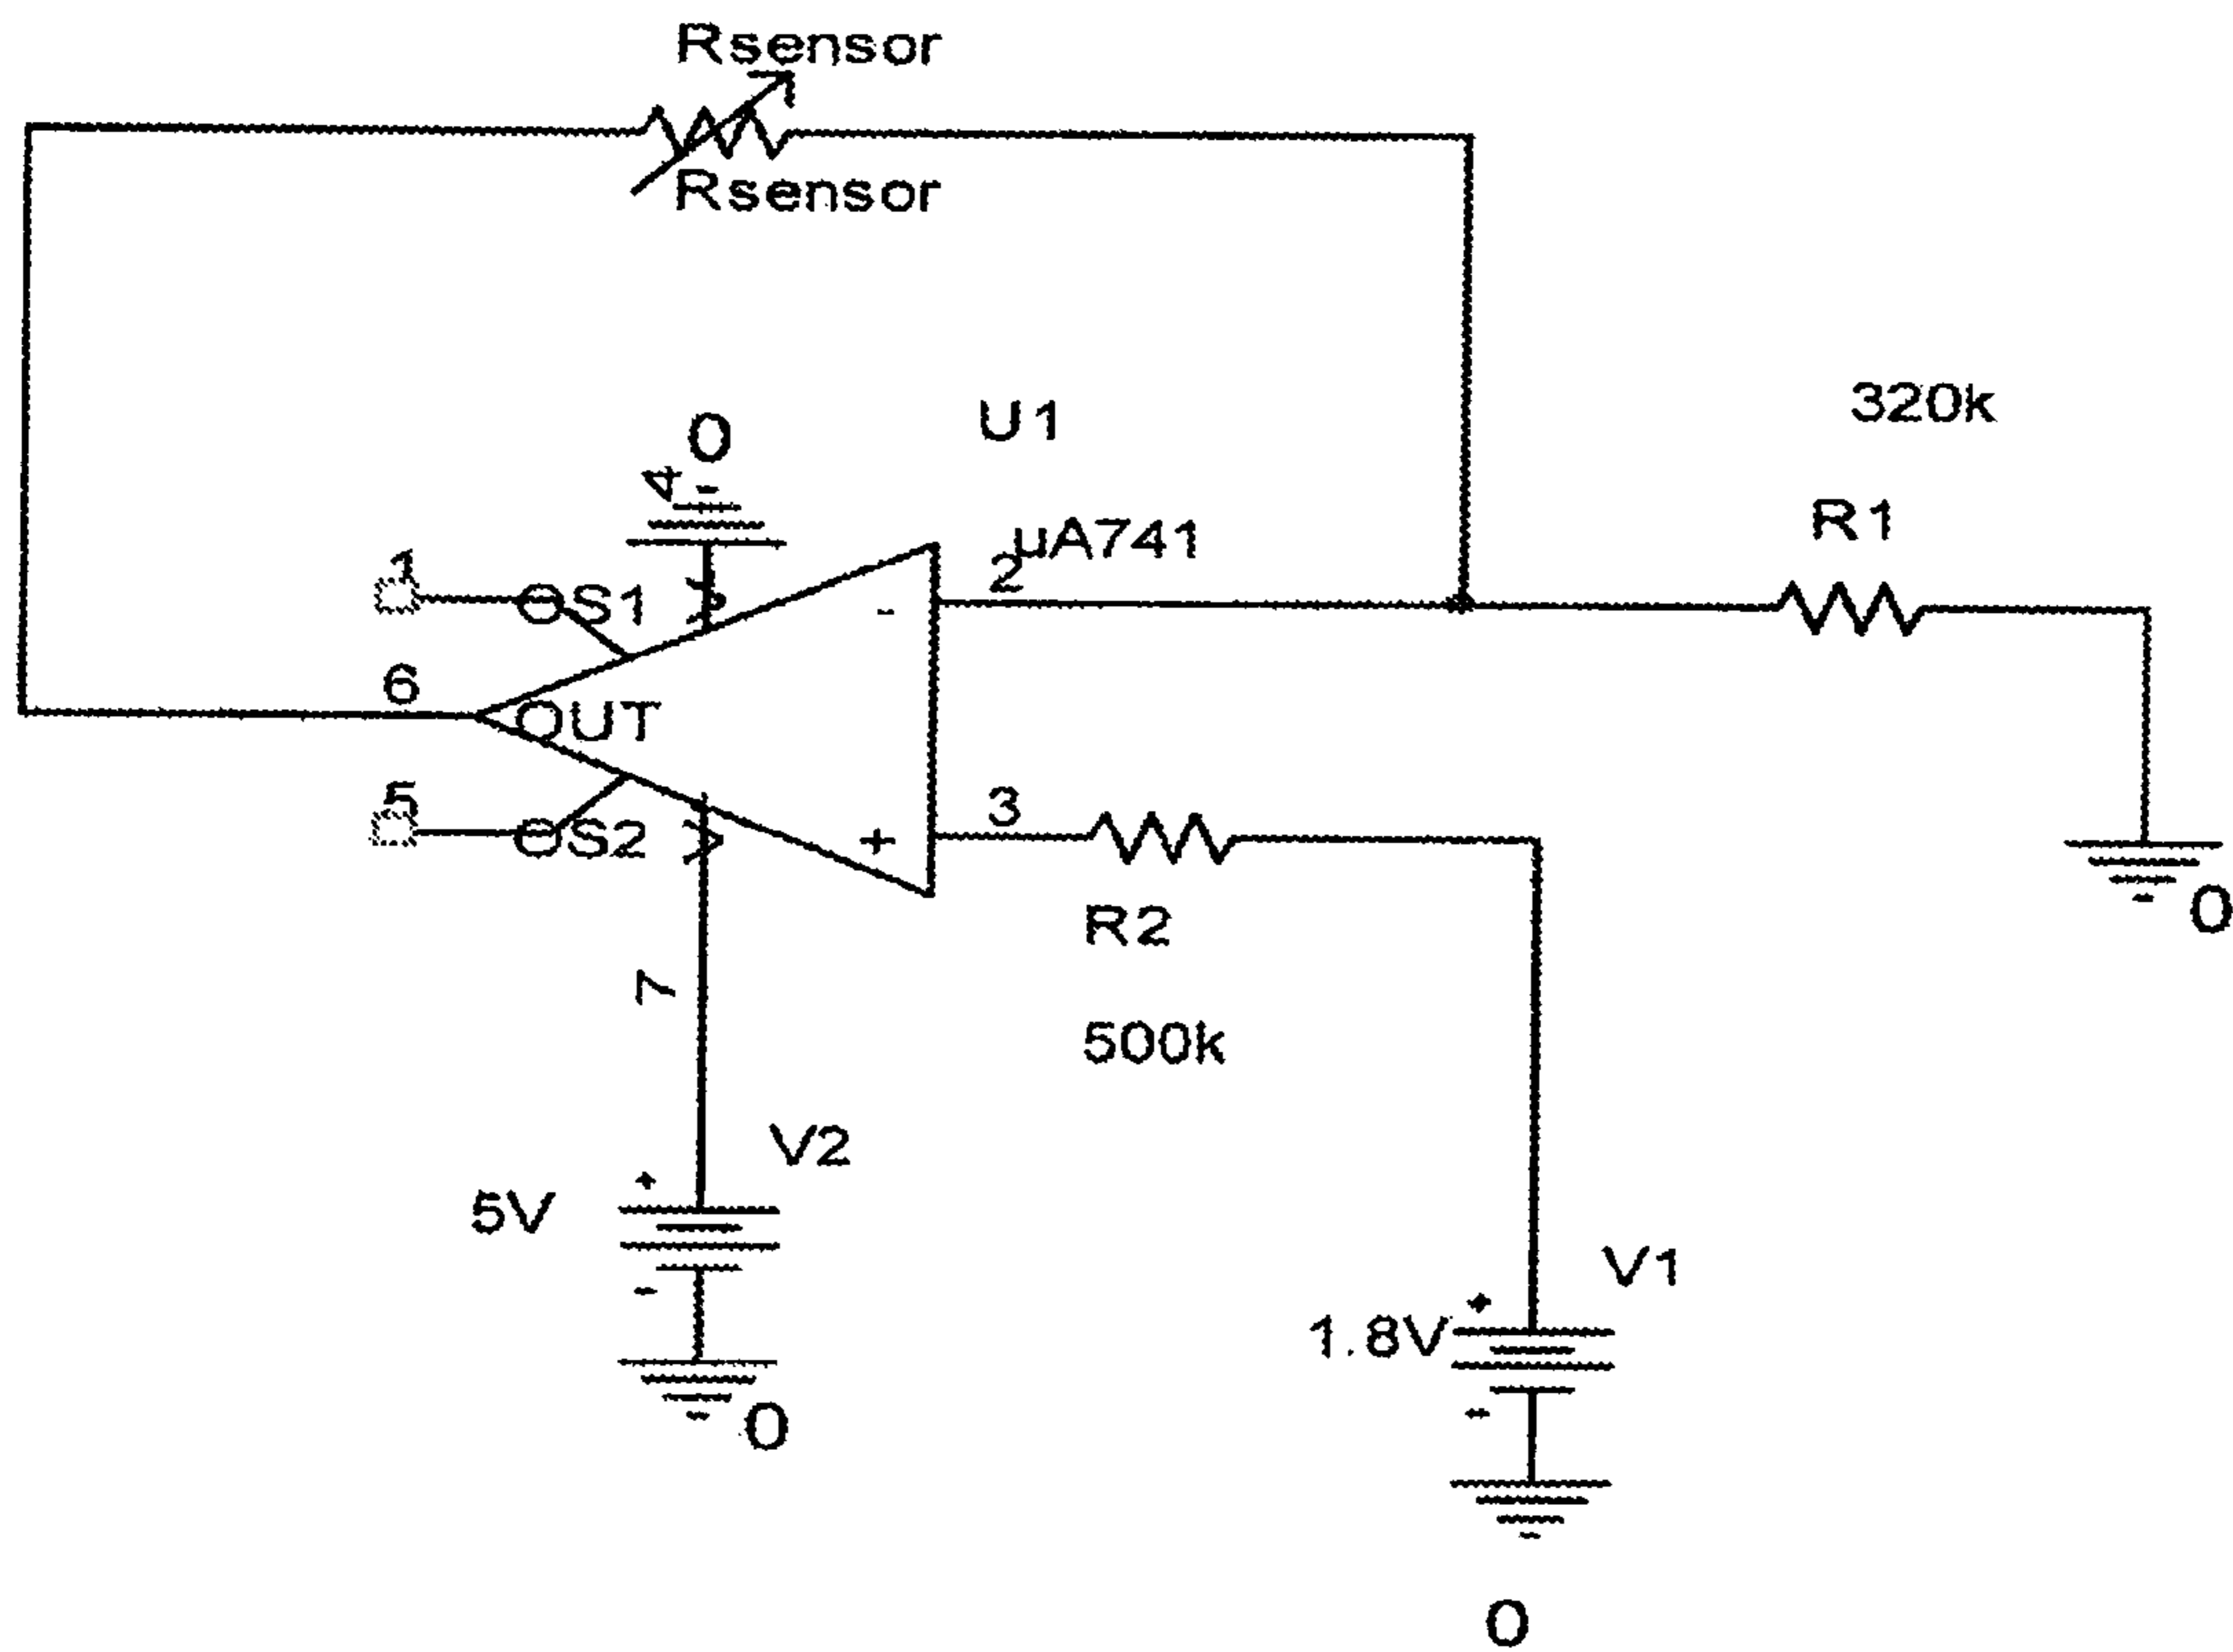 Rsensor
Rsensor
320k
U1
0
4
R1
µA741
2
1
OS1
-
6
OUT
5
3
OS2
+
0
R2
7
500k
V2
+
5V
V1
-
+
1.8V
0
-
0